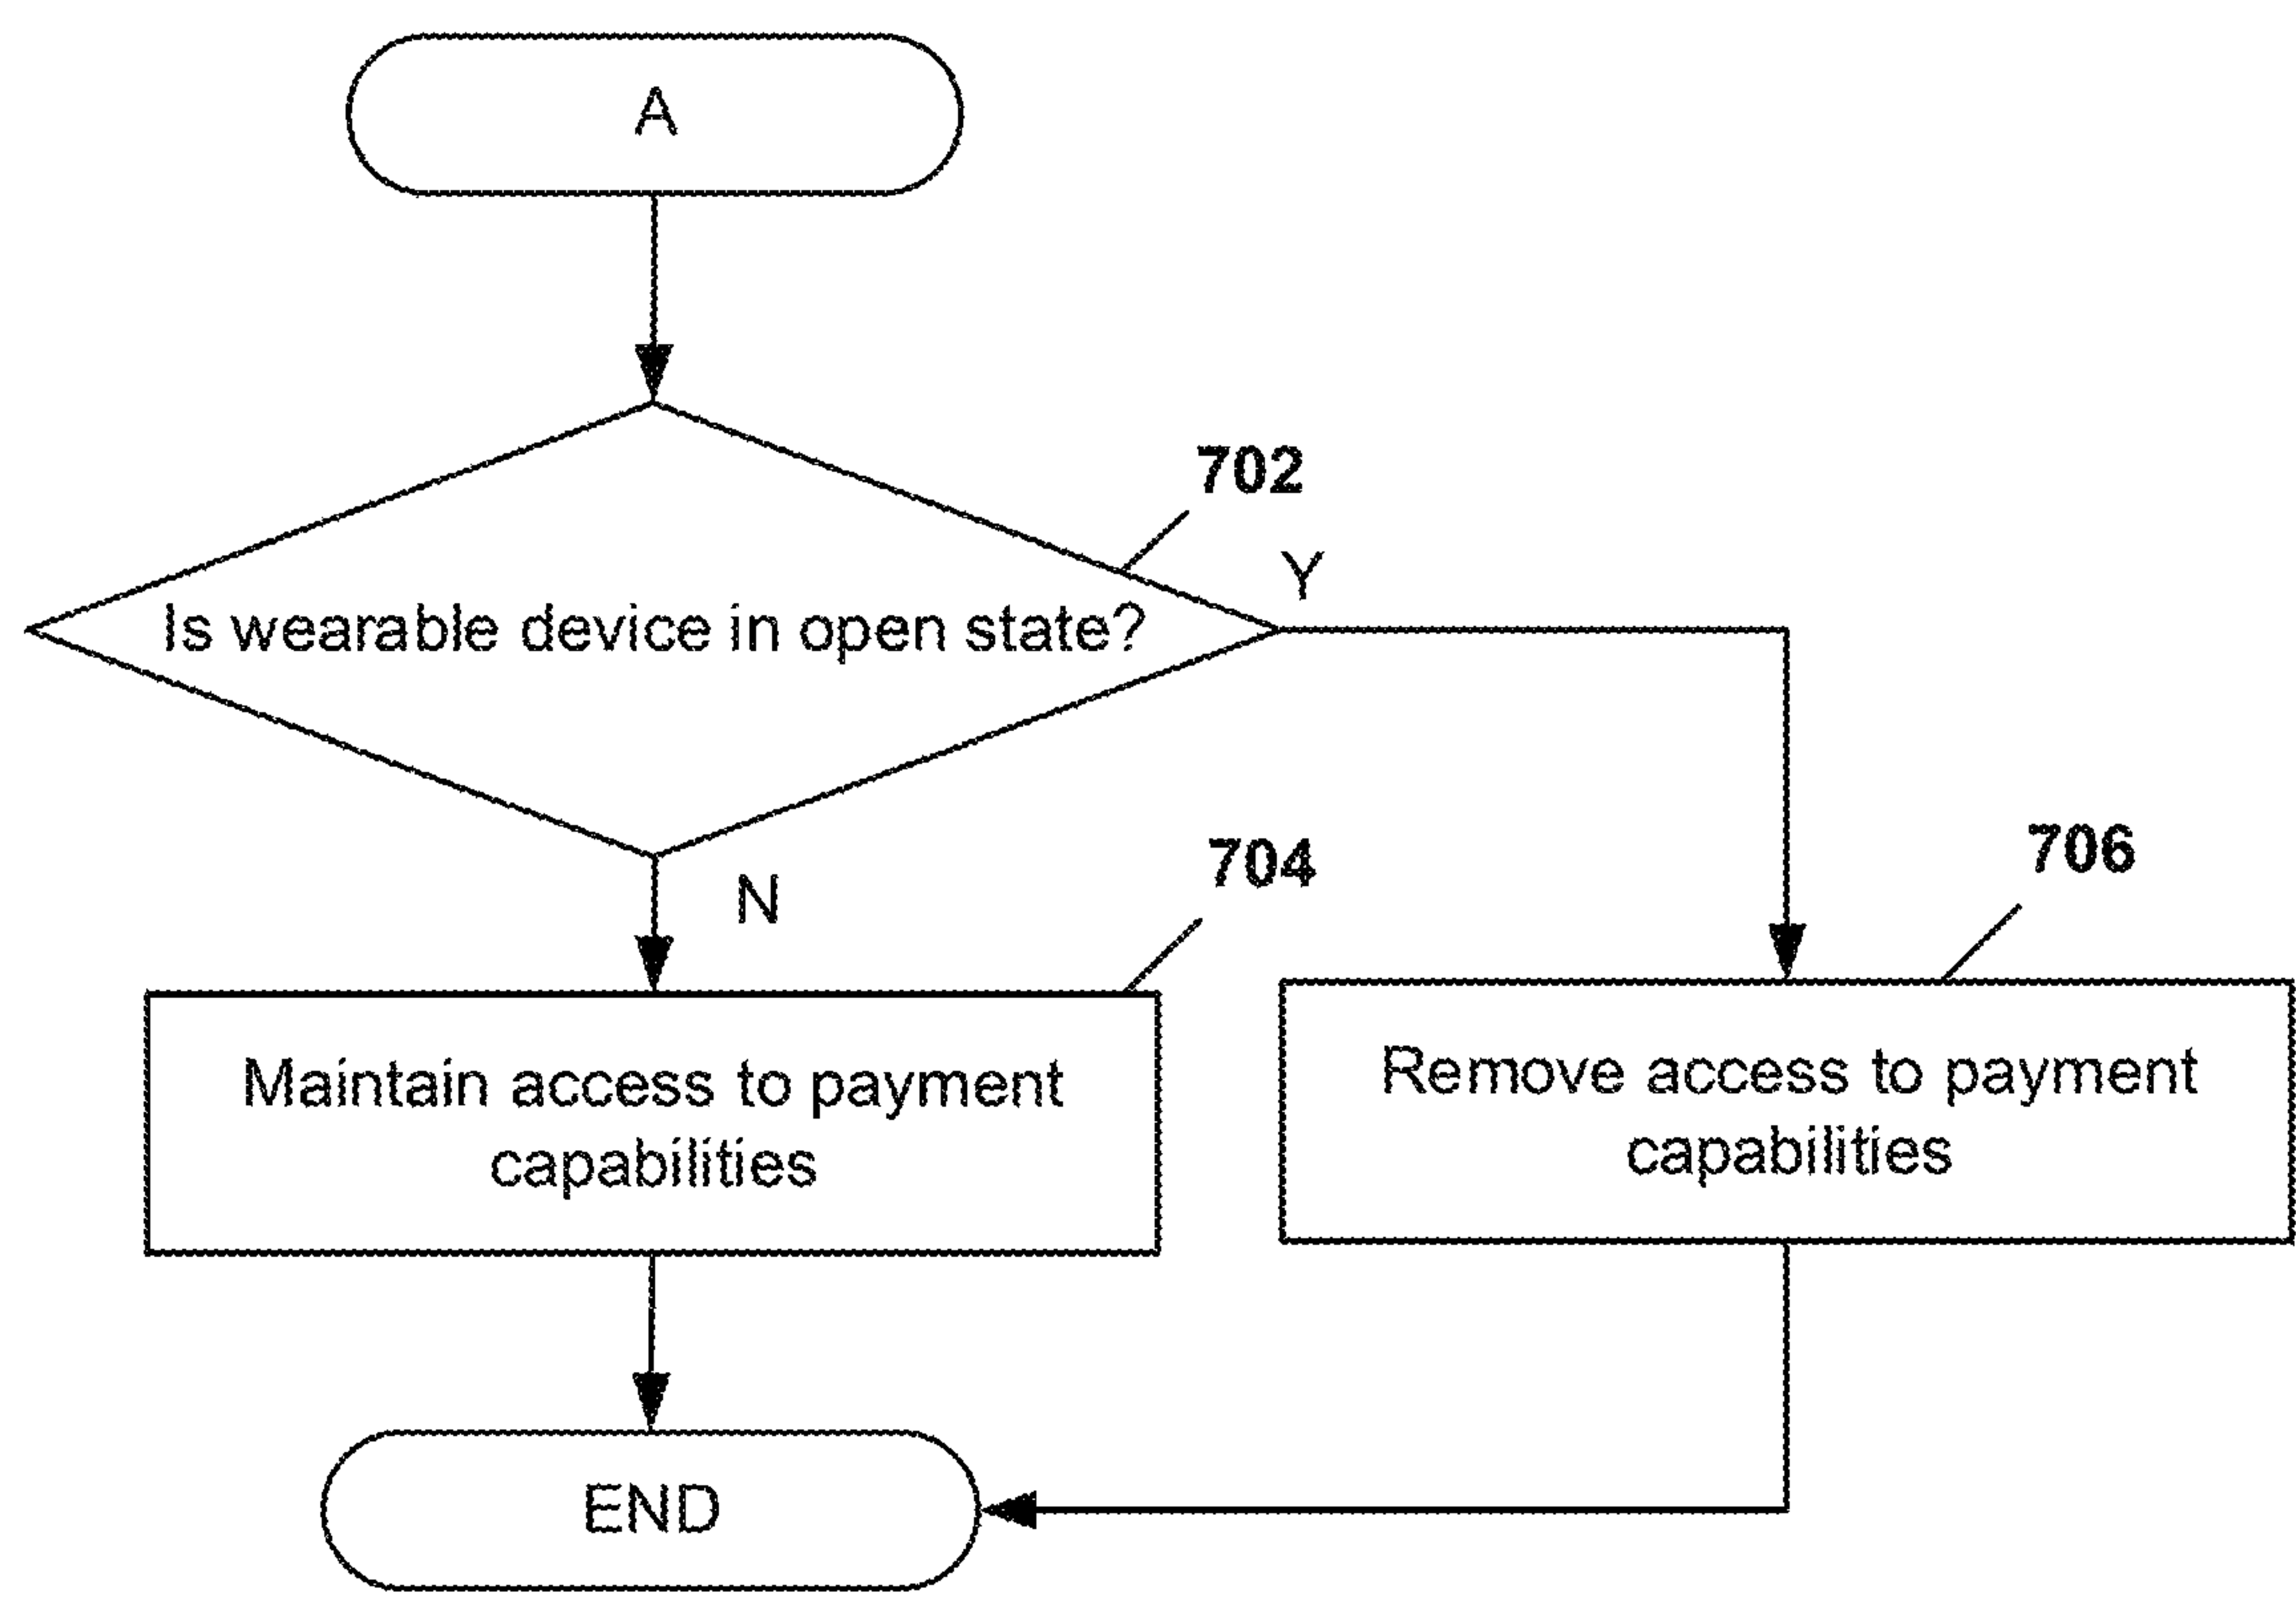 A
702
Y
Is wearable device in open state?
N
704
706
Maintain access to payment
capabilities
Remove access to payment
capabilities
END